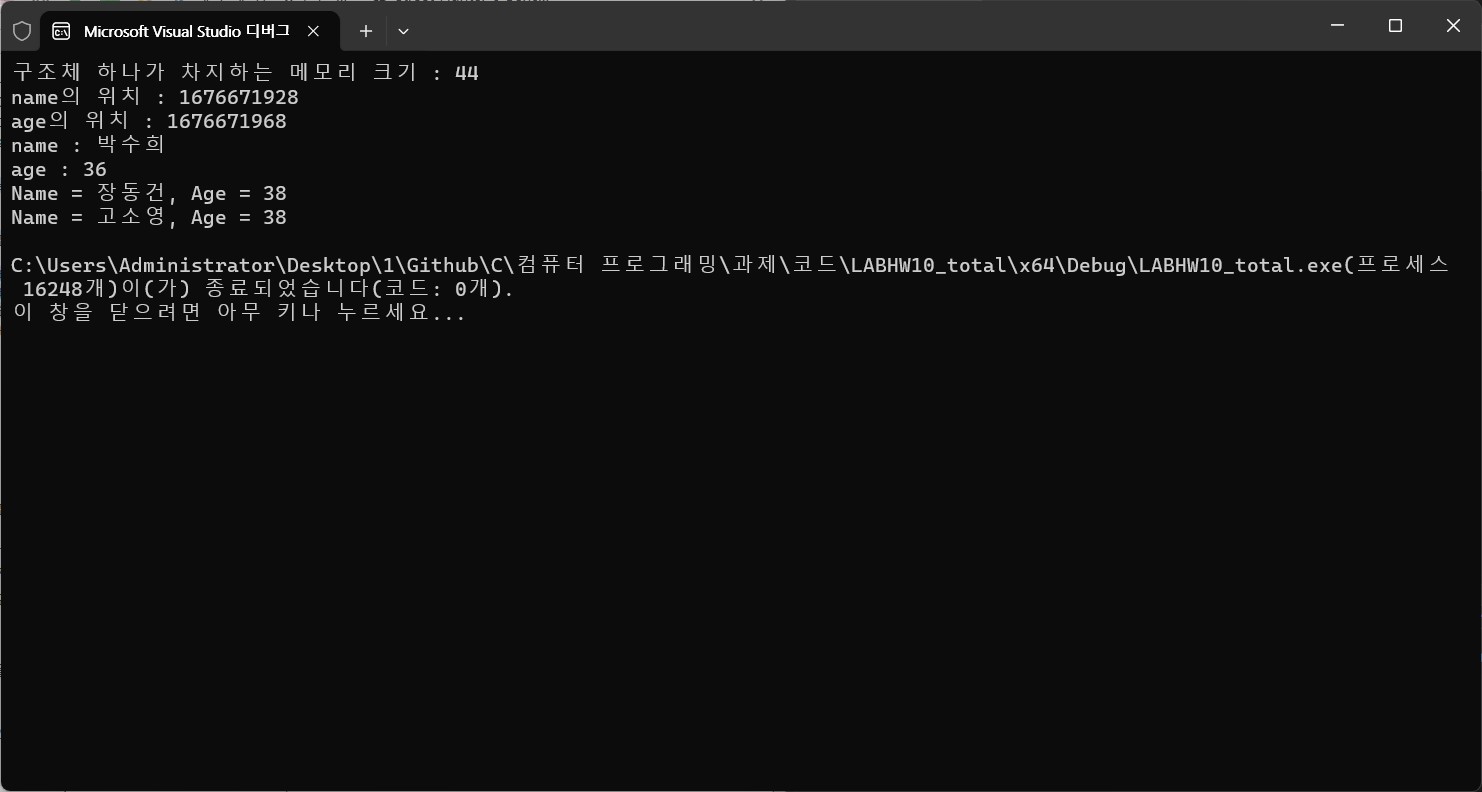 Microsoft Visual Studio 디버그
구조체 하나가 차지하는 메모리 크기 : 44
name의 위치 : 1676671928
age의 위치 : 1676671968
name : 박수희
age : 36
Name = 장동건, Age = 38
Name = 고소영, Age = 38
C:\Users\Administrator\Desktop\1\Github\C\컴퓨터 프로그래밍\과제\코드\LABHW10_total\x64\Debug\LABHW10_total.exe(프로세스
16248개)이(가) 종료되었습니다(코드: 0개).
이 창을 닫으려면 아무 키나 누르세요...